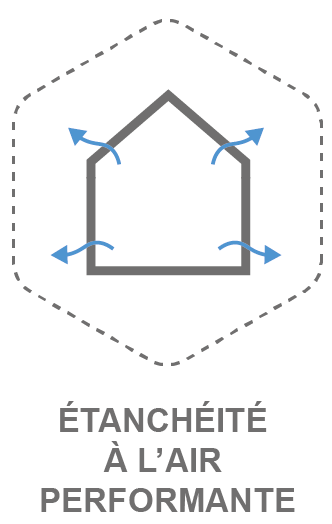 ÉTANCHÉITÉ
À L’AIR
PERFORMANTE